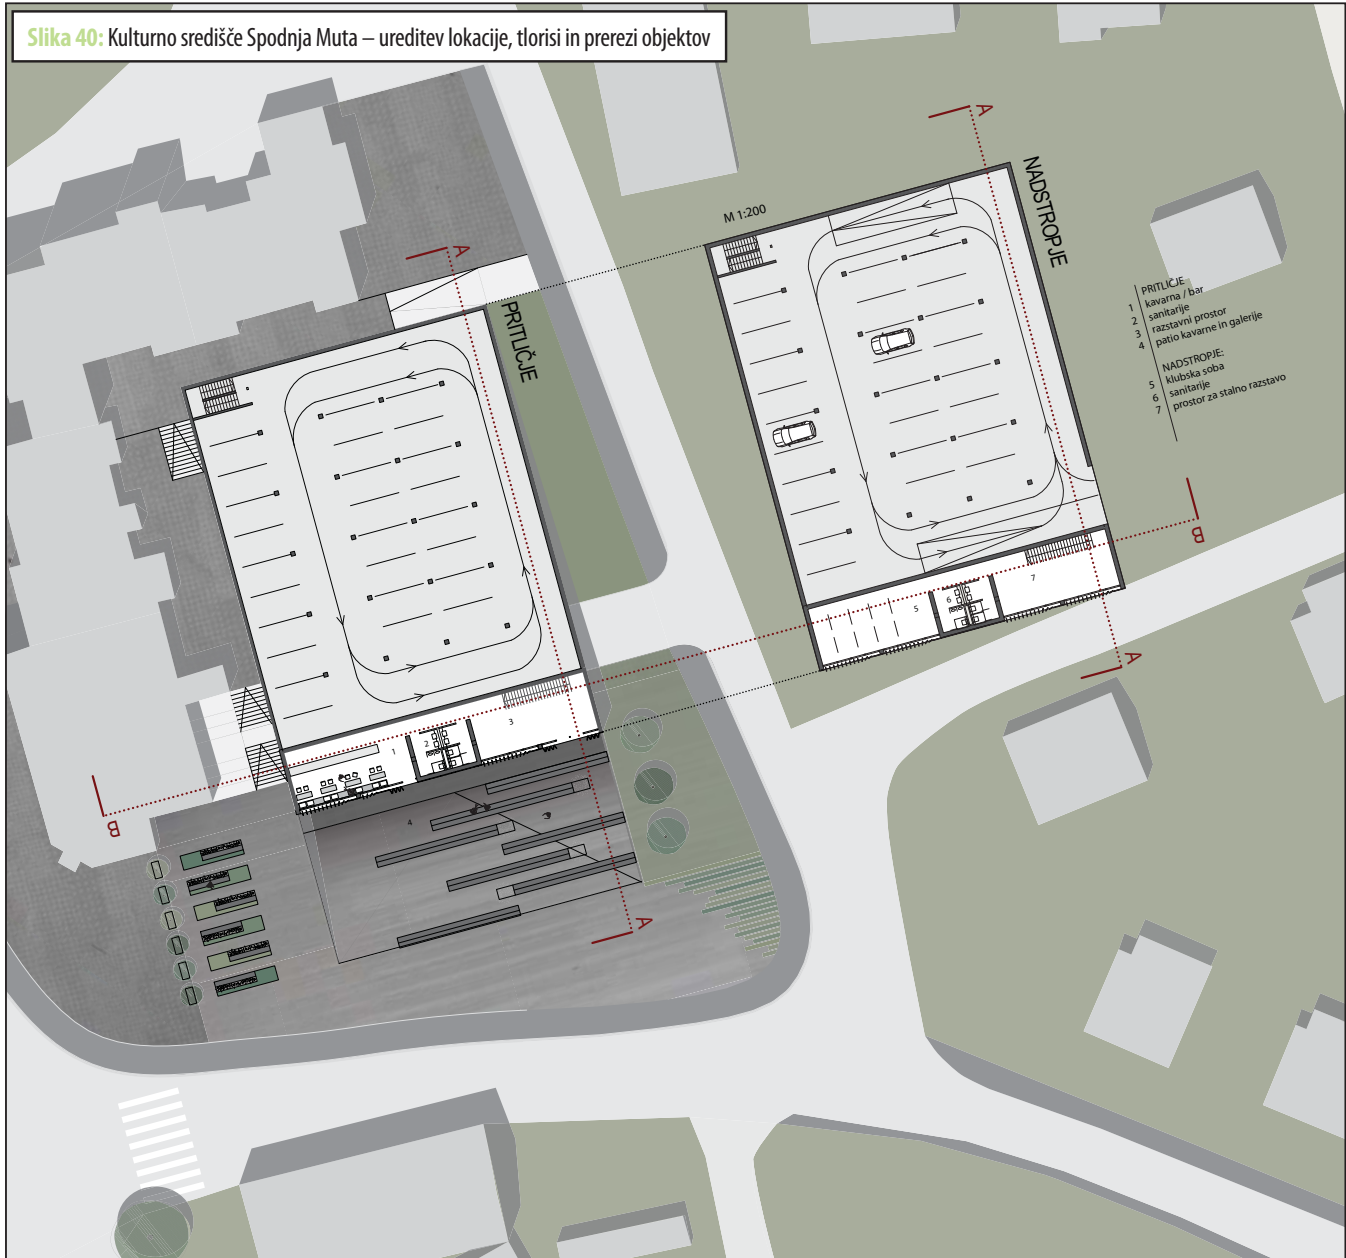 Slika 40: Kulturno središče Spodnja Muta – ureditev lokacije, tlorisi in prerezi objektov
A
NADSTROPJE
M 1:200
A
PRITLIČJE
PRITLIČJE
1 kavarna / bar
2 sanitarije
3 razstavni prostor
4 patio kavarne in galerije
NADSTROPJE:
5 klubska soba
6 sanitarije
7 prostor za stalno razstavo
B
7
6
5
A
3
2
1
B
4
A